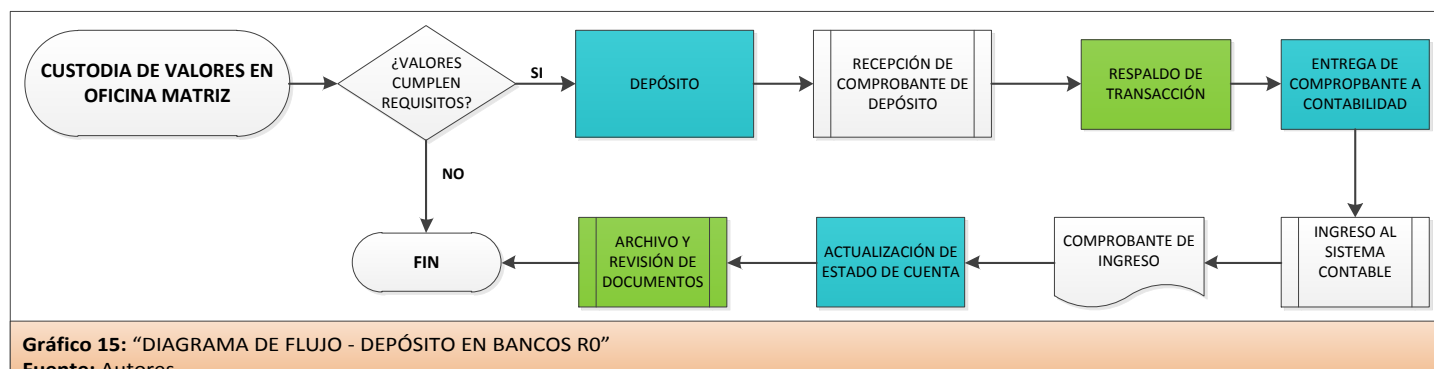 CUSTODIA DE VALORES EN
OFICINA MATRIZ
¿VALORES
CUMPLEN
REQUISITOS?
SI
DEPÓSITO
RECEPCIÓN DE
COMPROBANTE DE
DEPÓSITO
RESPALDO DE
TRANSACCIÓN
ENTREGA DE
COMPROPBANTE A
CONTABILIDAD
NO
INGRESO AL
SISTEMA
CONTABLE
COMPROBANTE DE
INGRESO
ACTUALIZACIÓN DE
ESTADO DE CUENTA
ARCHIVO Y
REVISIÓN DE
DOCUMENTOS
FIN
Gráfico 15: “DIAGRAMA DE FLUJO - DEPÓSITO EN BANCOS R0”
Fuente: Autores